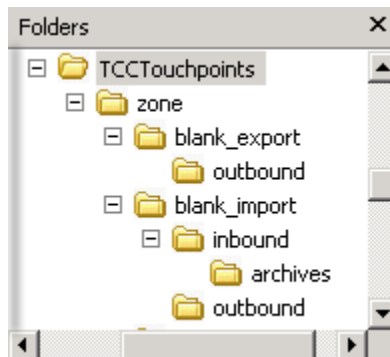 Folders
TCCTouchpoints
zone
blank_export
outbound
blank_import
inbound
archives
outbound